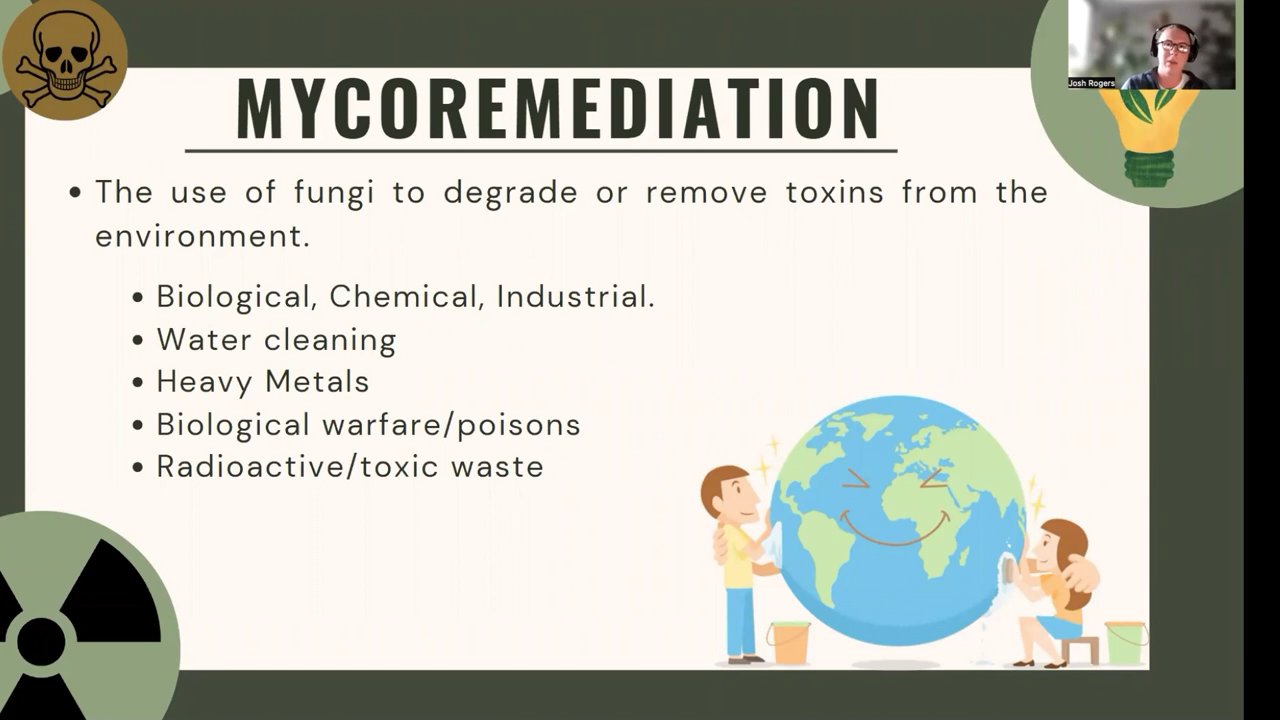 MYCOREMEDIATION
• The use of fungi to degrade or remove toxins from the
environment.
• Biological, Chemical, Industrial.
• Water cleaning
• Heavy Metals
• Biological warfare/poisons
• Radioactive/toxic waste
Josh Rogers